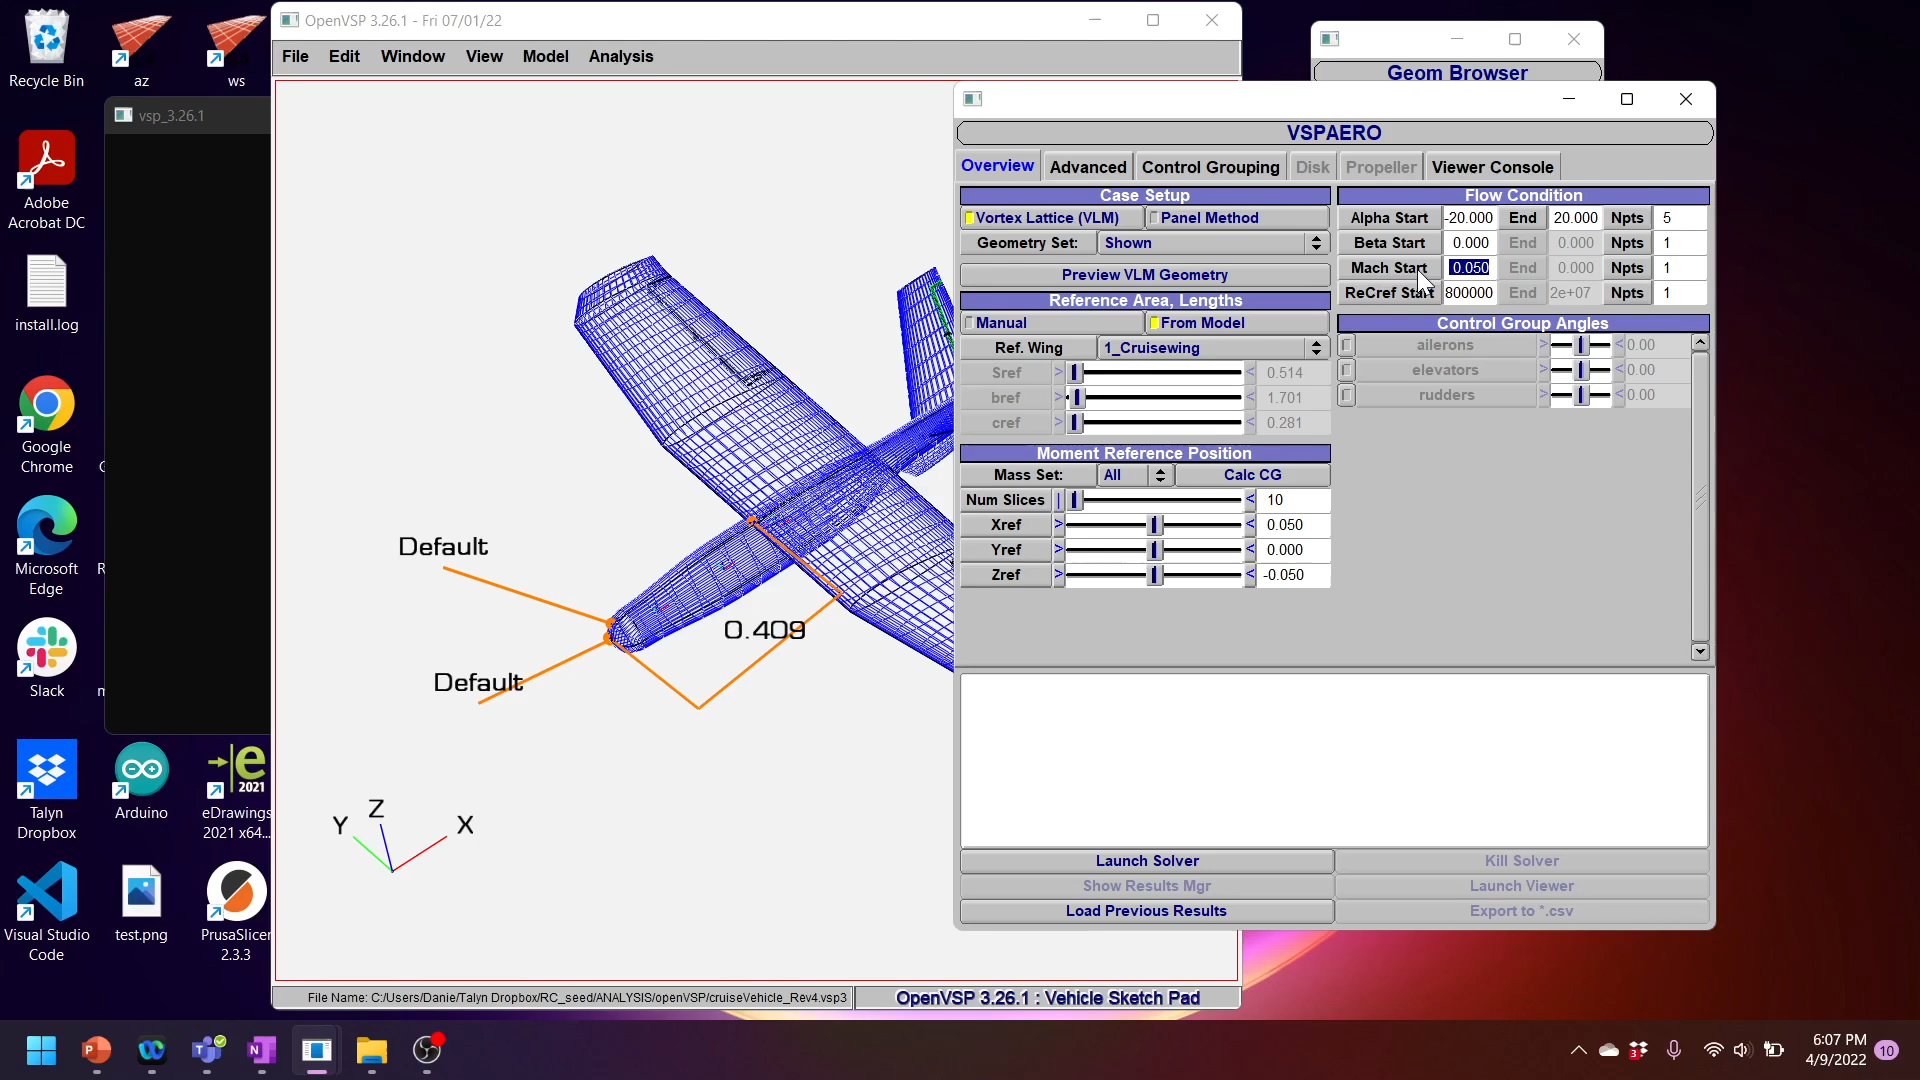 OpenVSP 3.26.1 - Fri 07/01/22
File Edit Window View Model Analysis
Recycle Bin
az
ws
vsp_3.26.1
Adobe
Acrobat DC
install.log
Google
Chrome
Microsoft
Edge
Slack
Talyn
Dropbox
Arduino
eDrawings
2021 x64...
2021
Visual Studio
Code
test.png
PrusaSlicer
2.3.3
Default
Default
0.409
X
Y
Z
File Name: C:/Users/Danie/Talyn Dropbox/RC_seed/ANALYSIS/openVSP/cruiseVehicle_Rev4.vsp3
OpenVSP 3.26.1 : Vehicle Sketch Pad
Geom Browser
VSPAERO
Overview Advanced Control Grouping Disk Propeller Viewer Console
Case Setup
Vortex Lattice (VLM) Panel Method
Geometry Set: Shown
Preview VLM Geometry
Reference Area, Lengths
Manual From Model
Ref. Wing 1_Cruisewing
Sref > < 0.514
bref > < 1.701
cref > < 0.281
Moment Reference Position
Mass Set: All Calc CG
Num Slices | < 10
Xref > < 0.050
Yref > < 0.000
Zref > < -0.050
Flow Condition
Alpha Start -20.000 End 20.000 Npts 5
Beta Start 0.000 End 0.000 Npts 1
Mach Start 0.050 End 0.000 Npts 1
ReCref Start 800000 End 2e+07 Npts 1
Control Group Angles
ailerons > < 0.00
elevators > < 0.00
rudders > < 0.00
Launch Solver Kill Solver
Show Results Mgr Launch Viewer
Load Previous Results Export to *.csv
6:07 PM
4/9/2022
10
3